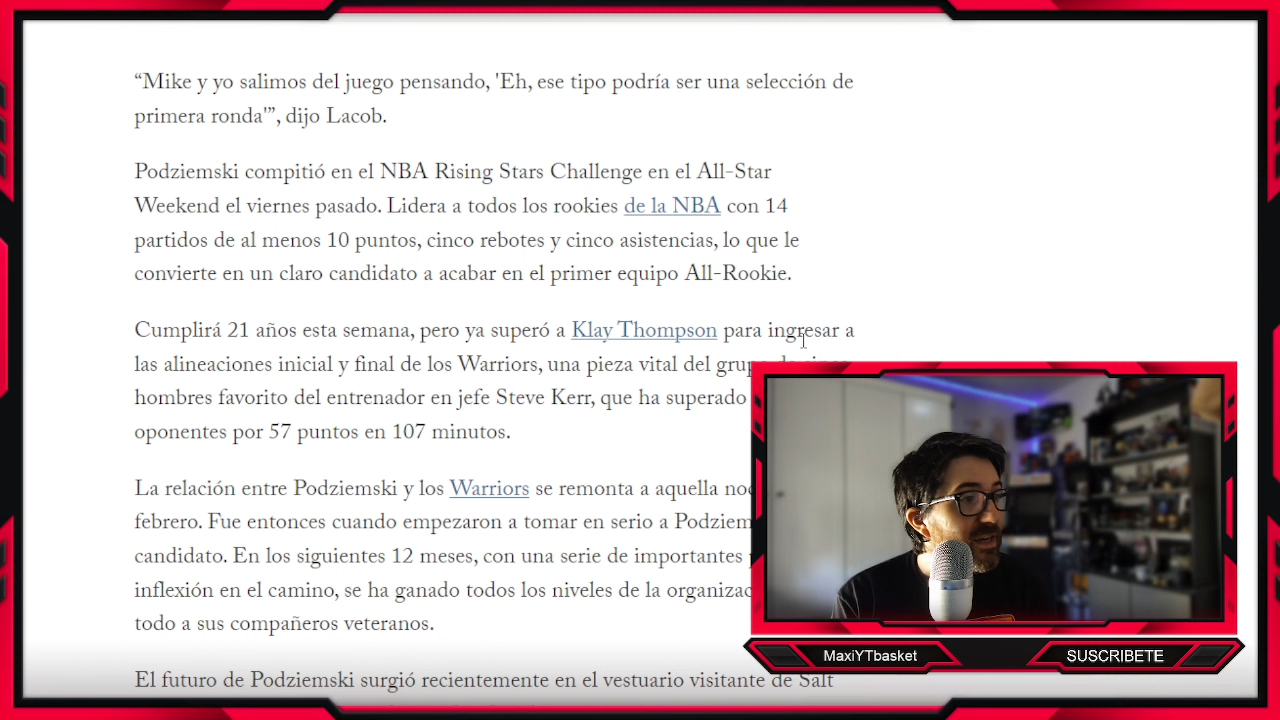 “Mike y yo salimos del juego pensando, 'Eh, ese tipo podría ser una selección de
primera ronda'”, dijo Lacob.
Podziemski compitió en el NBA Rising Stars Challenge en el All-Star
Weekend el viernes pasado. Lidera a todos los rookies de la NBA con 14
partidos de al menos 10 puntos, cinco rebotes y cinco asistencias, lo que le
convierte en un claro candidato a acabar en el primer equipo All-Rookie.
Cumplirá 21 años esta semana, pero ya superó a Klay Thompson para ingresar a
las alineaciones inicial y final de los Warriors, una pieza vital del grupo de cinco
hombres favorito del entrenador en jefe Steve Kerr, que ha superado
oponentes por 57 puntos en 107 minutos.
La relación entre Podziemski y los Warriors se remonta a aquella
febrero. Fue entonces cuando empezaron a tomar en serio a
candidato. En los siguientes 12 meses, con una serie de importantes
inflexión en el camino, se ha ganado todos los niveles de la
todo a sus compañeros veteranos.
El futuro de Podziemski surgió recientemente en el vestuario visitante de Salt
MaxiYTbasket
SUSCRIBETE